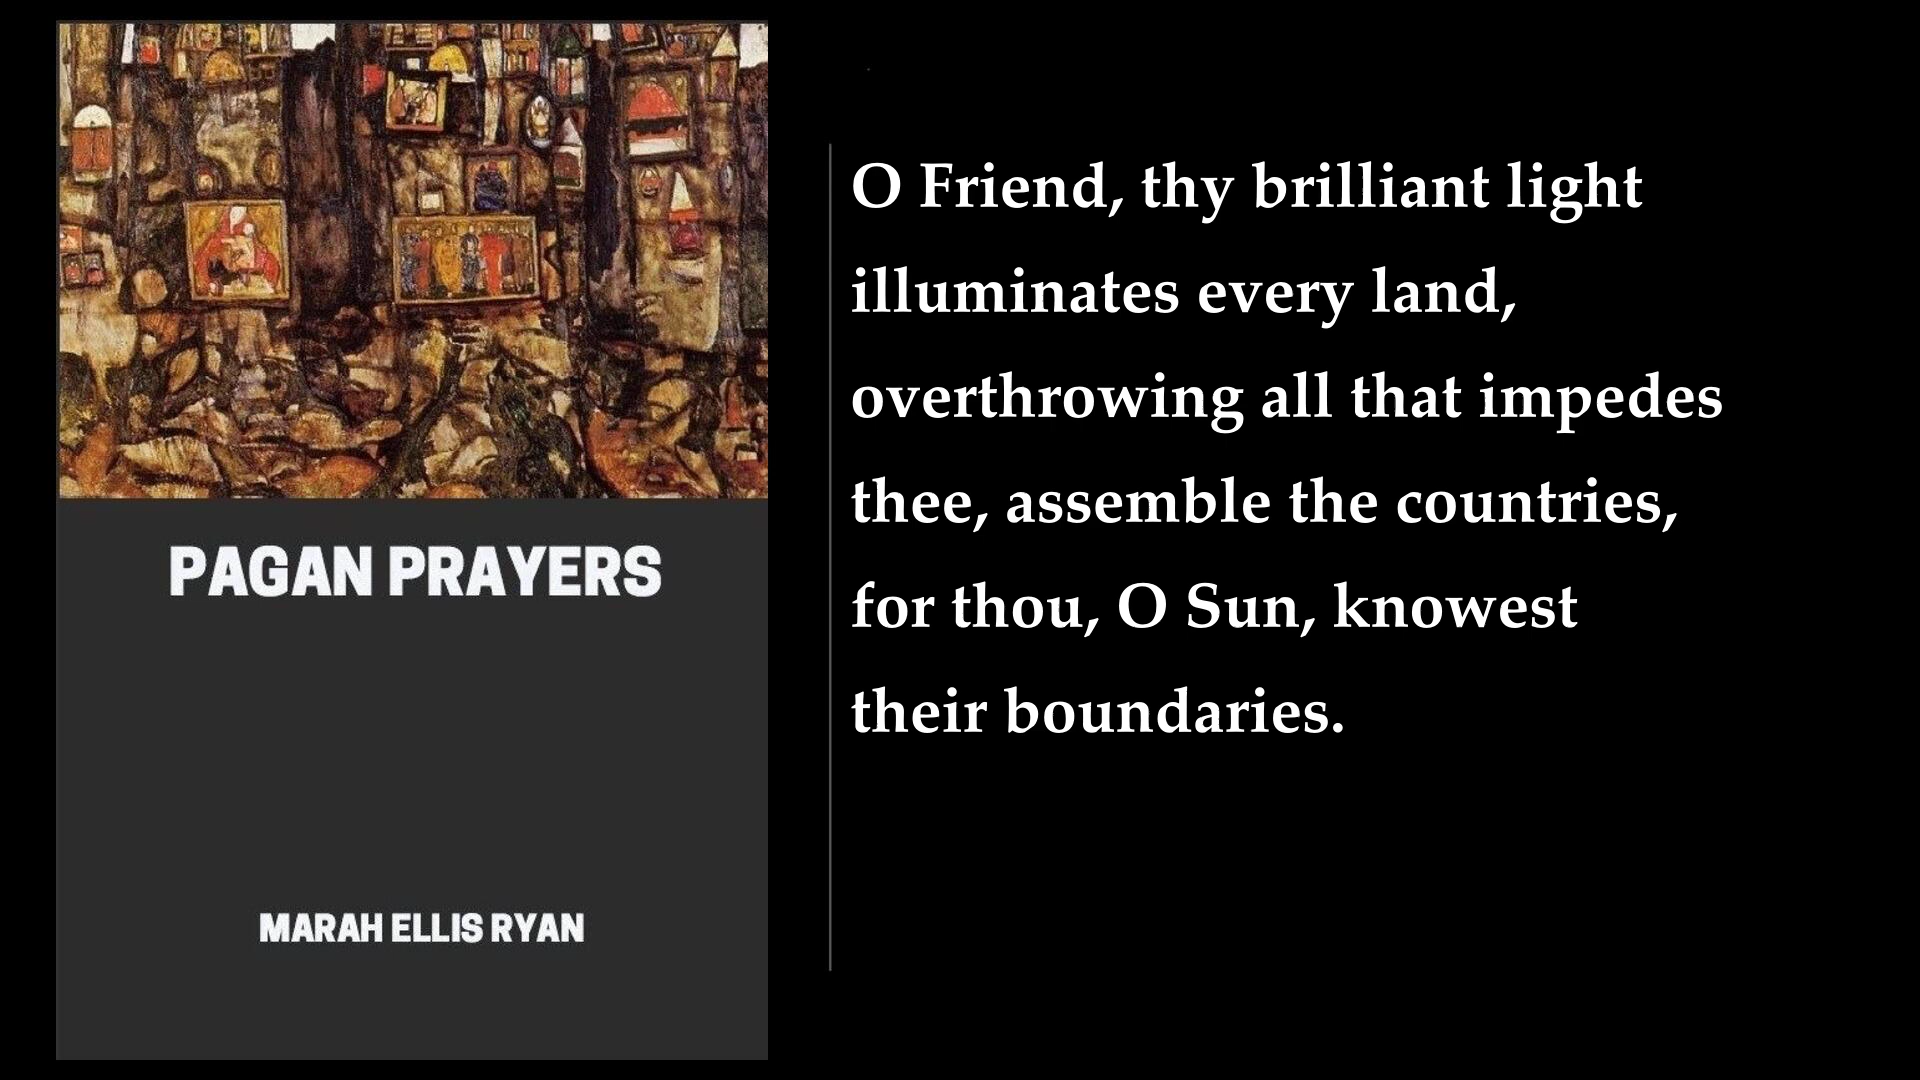 PAGAN PRAYERS
MARAH ELLIS RYAN
O Friend, thy brilliant light
illuminates every land,
overthrowing all that impedes
thee, assemble the countries,
for thou, O Sun, knowest
their boundaries.